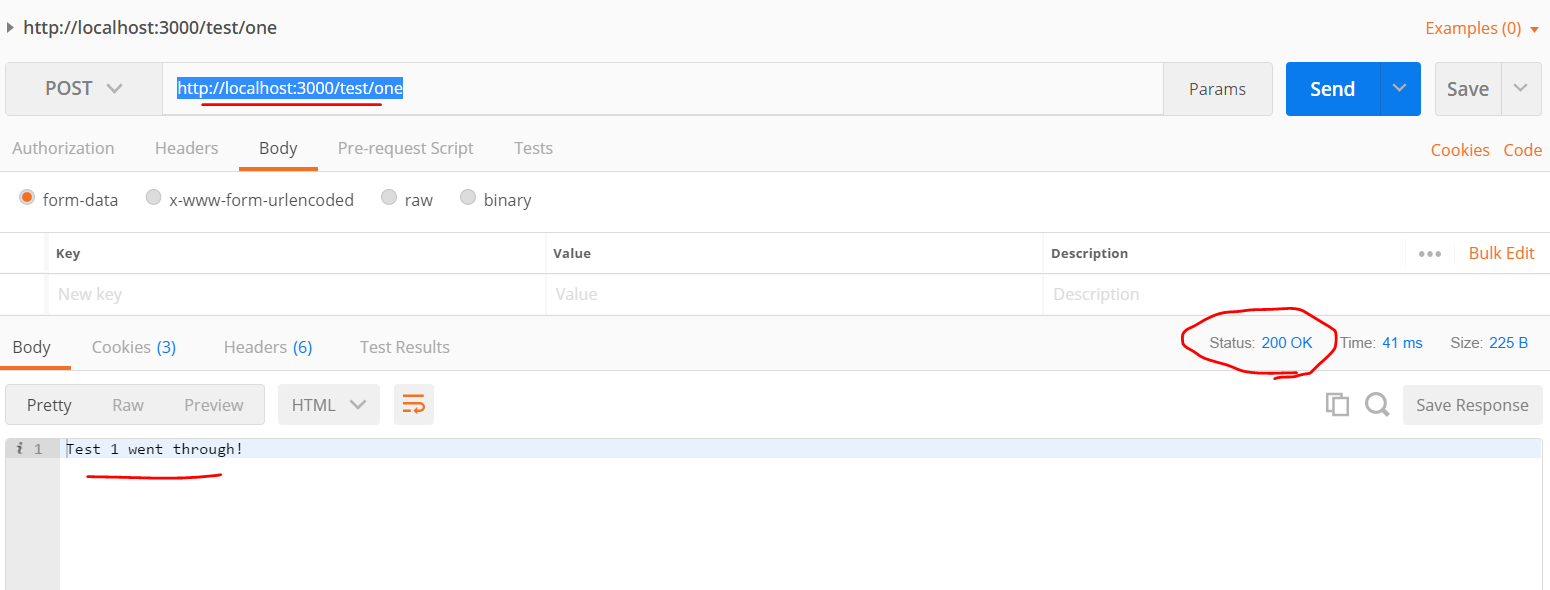 http://localhost:3000/test/one Examples (0)
POST http://localhost:3000/test/one Params Send Save
Authorization Headers Body Pre-request Script Tests Cookies Code
form-data x-www-form-urlencoded raw binary
Key Value Description ••• Bulk Edit
New key Value Description
Body Cookies (3) Headers (6) Test Results Status: 200 OK Time: 41 ms Size: 225 B
Pretty Raw Preview HTML Save Response
i 1 Test 1 went through!